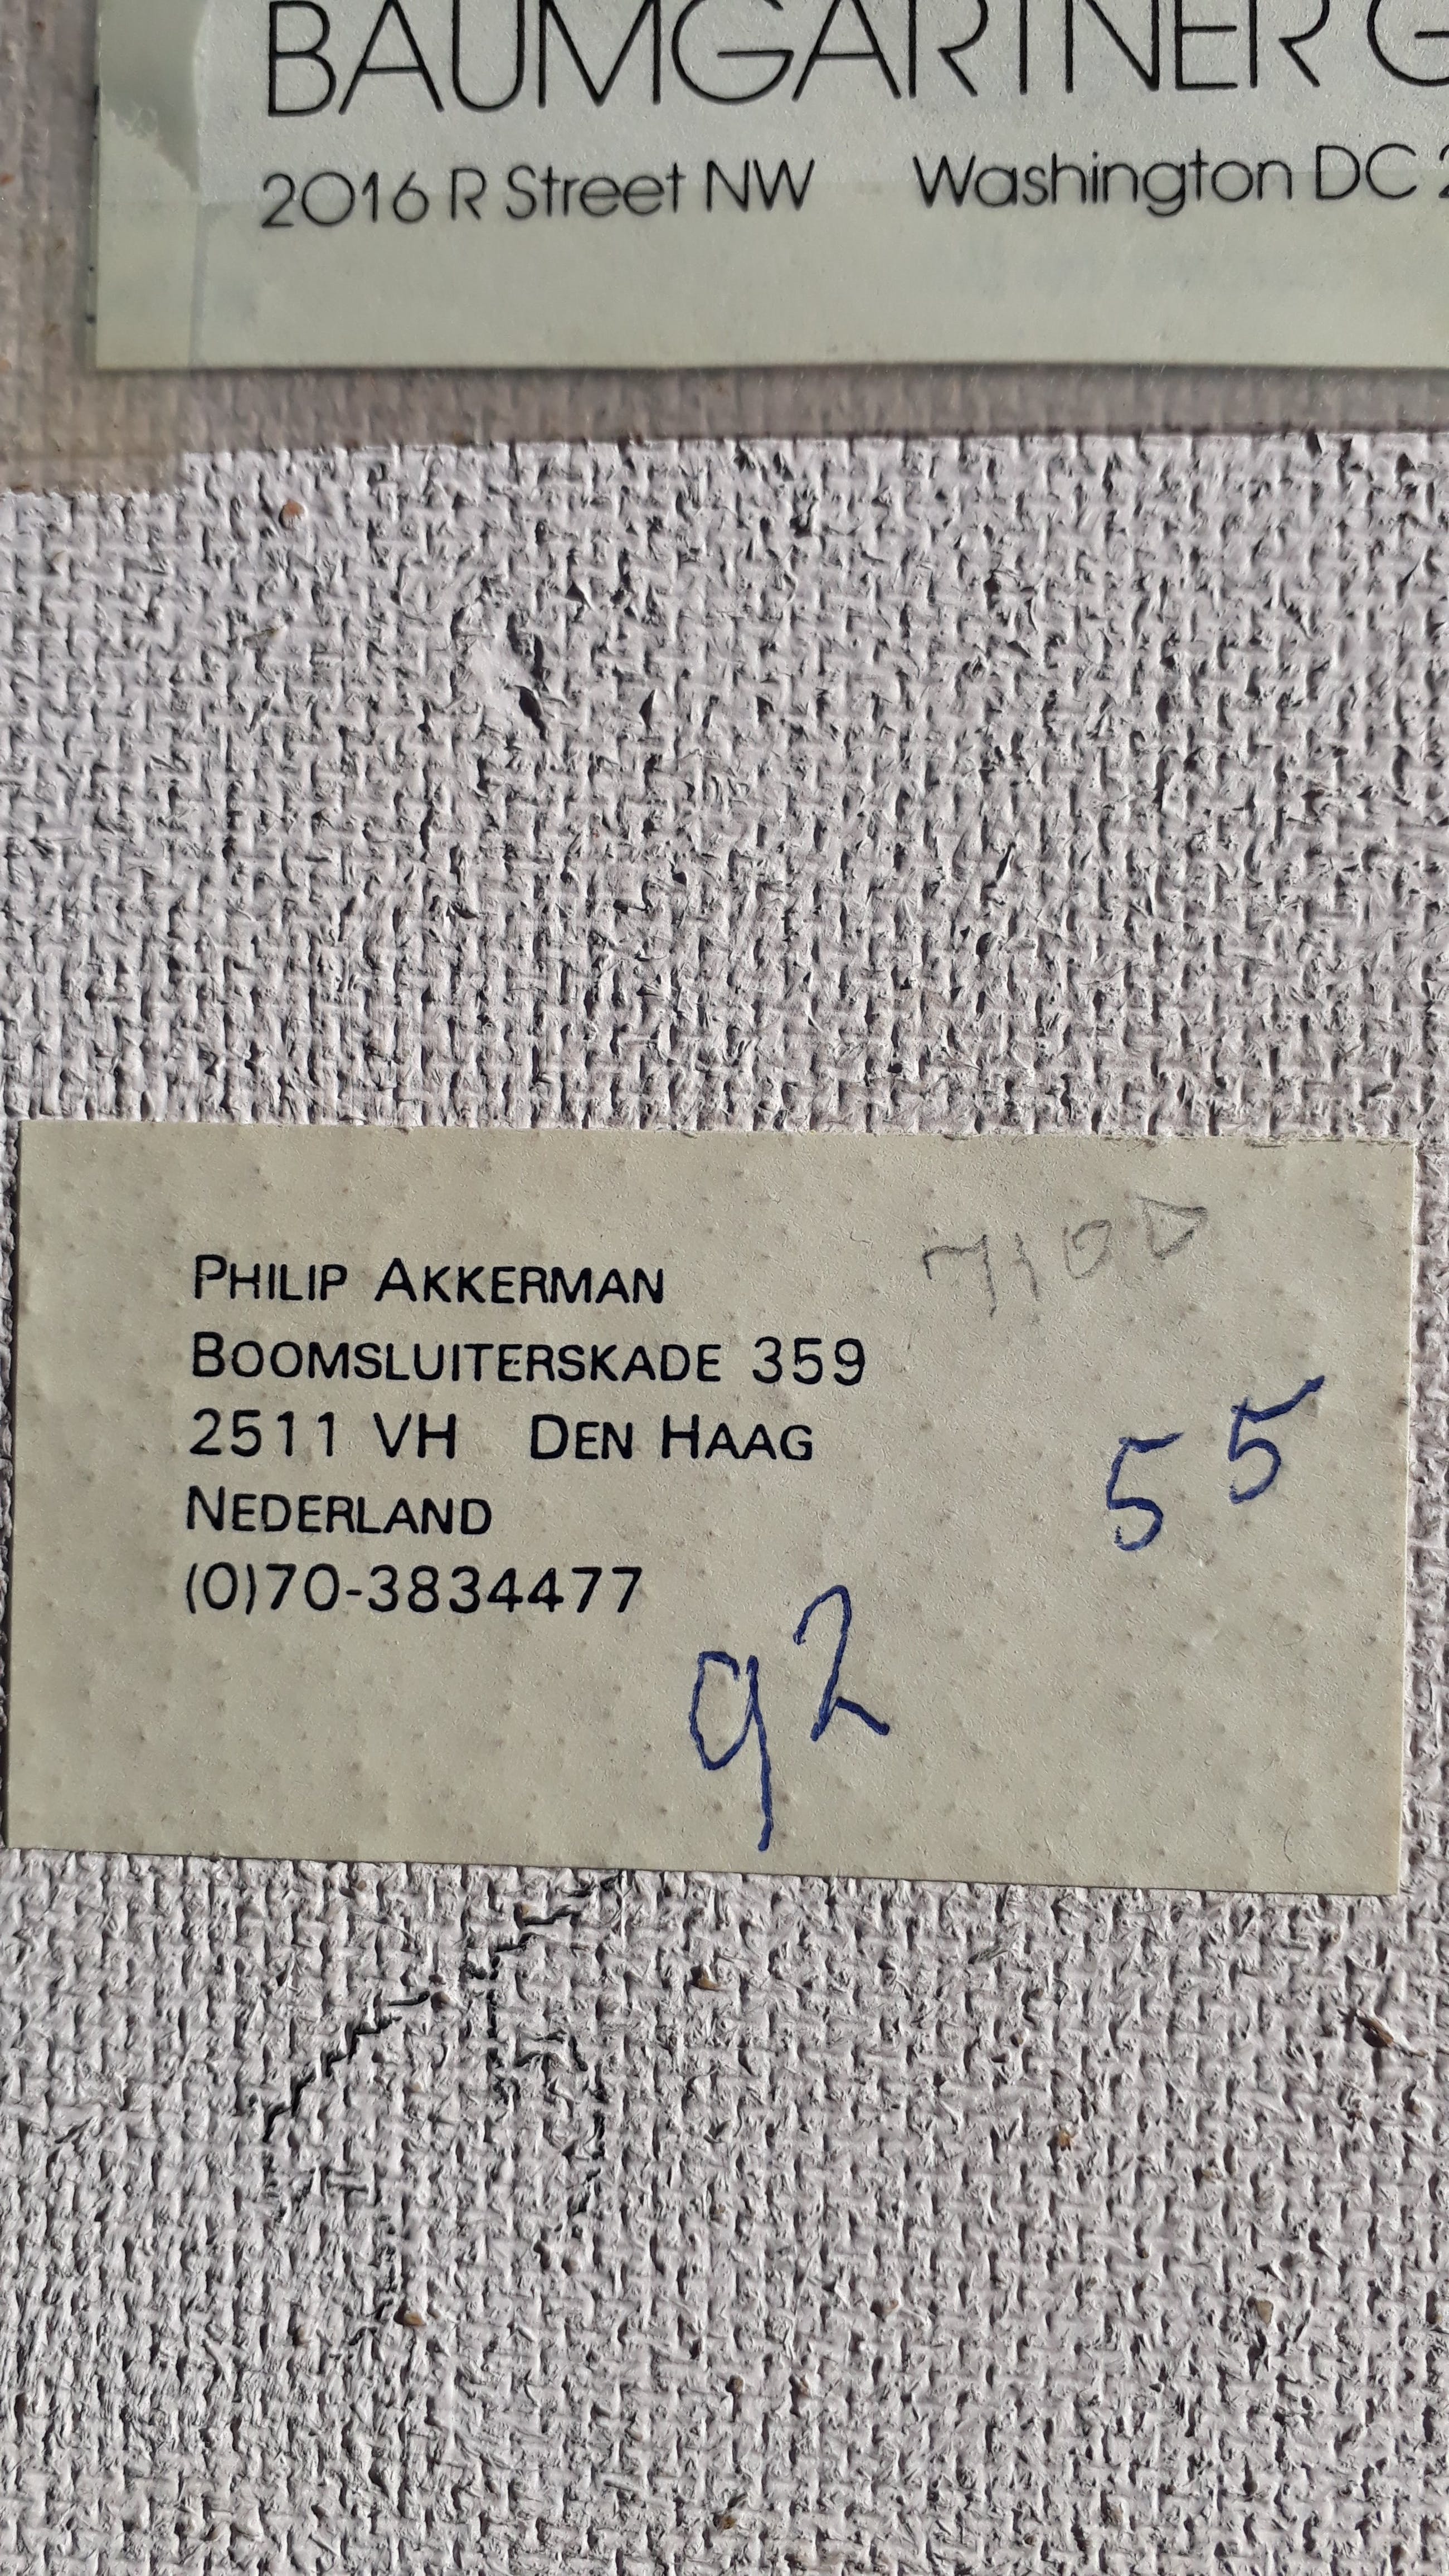 BAUMGARTNER G
2016 R Street NW Washington DC 2
PHILIP AKKERMAN
BOOMSLUITERSKADE 359
2511 VH DEN HAAG
NEDERLAND
(0)70-3834477
55
92